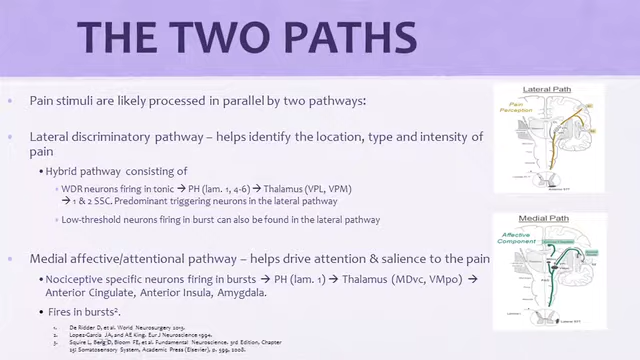 THE TWO PATHS
Pain stimuli are likely processed in parallel by two pathways:
Lateral discriminatory pathway – helps identify the location, type and intensity of
pain
Hybrid pathway consisting of
WDR neurons firing in tonic → PH (lam. 1, 4-6) → Thalamus (VPL, VPM)
→ 1 & 2 SSC. Predominant triggering neurons in the lateral pathway
Low-threshold neurons firing in burst can also be found in the lateral pathway
Medial affective/attentional pathway – helps drive attention & salience to the pain
Nociceptive specific neurons firing in bursts → PH (lam. 1) → Thalamus (MDvc, VMpo) →
Anterior Cingulate, Anterior Insula, Amygdala.
Fires in bursts².
1. De Ridder D, et al. World Neurosurgery 2013.
2. Lopez-Garcia JA, and AE King. Eur J Neuroscience 1994.
3. Squire L, Berg D, Bloom FE, et al. Fundamental Neuroscience. 3rd Edition, Chapter
25: Somatosensory System, Academic Press (Elsevier), p. 599, 2008.
Lateral Path
Pain
Perception
Medial Path
Affective
Component